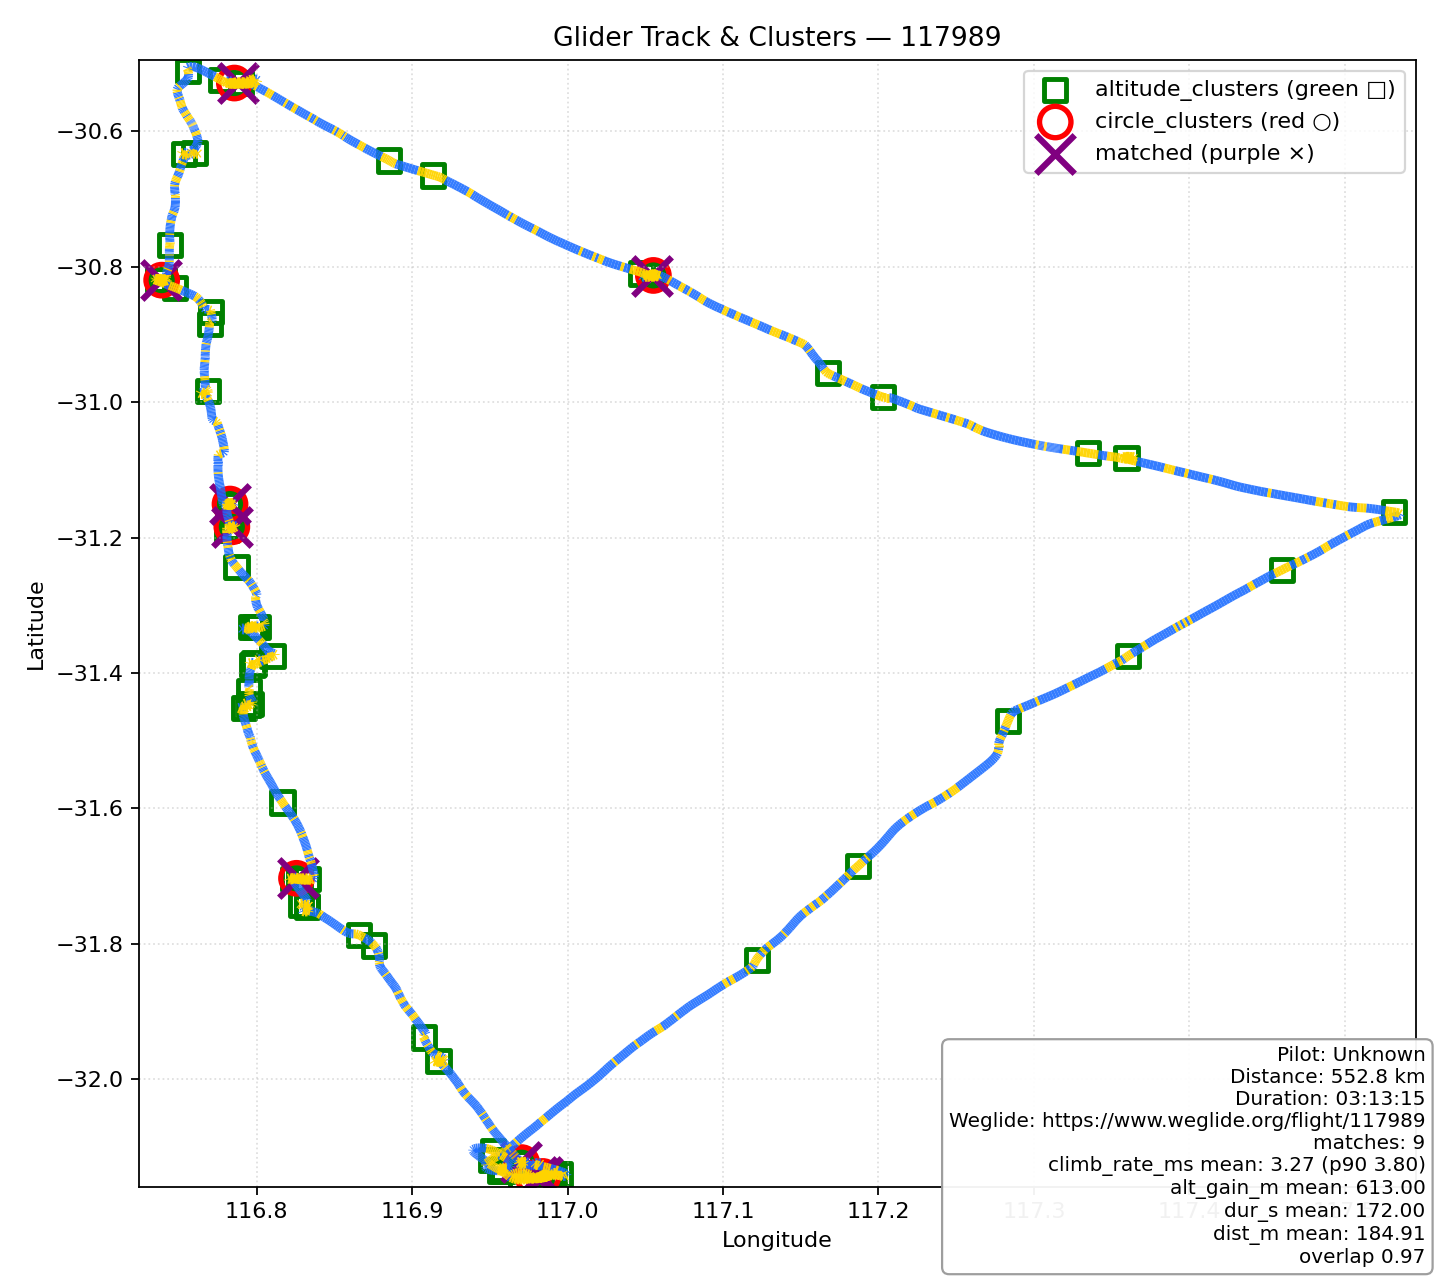 Glider Track & Clusters — 117989
altitude_clusters (green □)
circle_clusters (red ○)
matched (purple ×)
Latitude
−30.6
−30.8
−31.0
−31.2
−31.4
−31.6
−31.8
−32.0
116.8
116.9
117.0
117.1
117.2
117.3
117.4
Longitude
Pilot: Unknown
Distance: 552.8 km
Duration: 03:13:15
Weglide: https://www.weglide.org/flight/117989
matches: 9
climb_rate_ms mean: 3.27 (p90 3.80)
alt_gain_m mean: 613.00
dur_s mean: 172.00
dist_m mean: 184.91
overlap 0.97